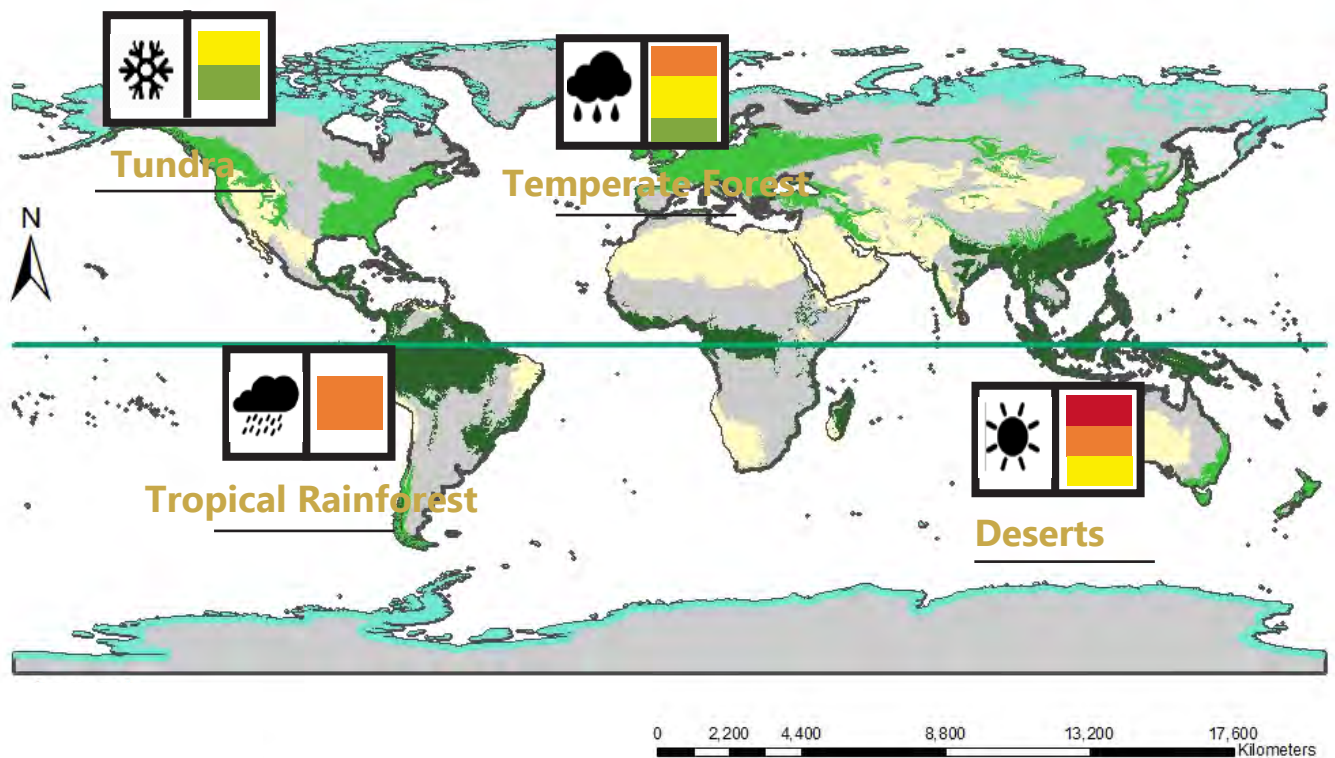 Tundra
Temperate Forest
N
Tropical Rainforest
Deserts
0 2,200 4,400 8,800 13,200 17,600
Kilometers